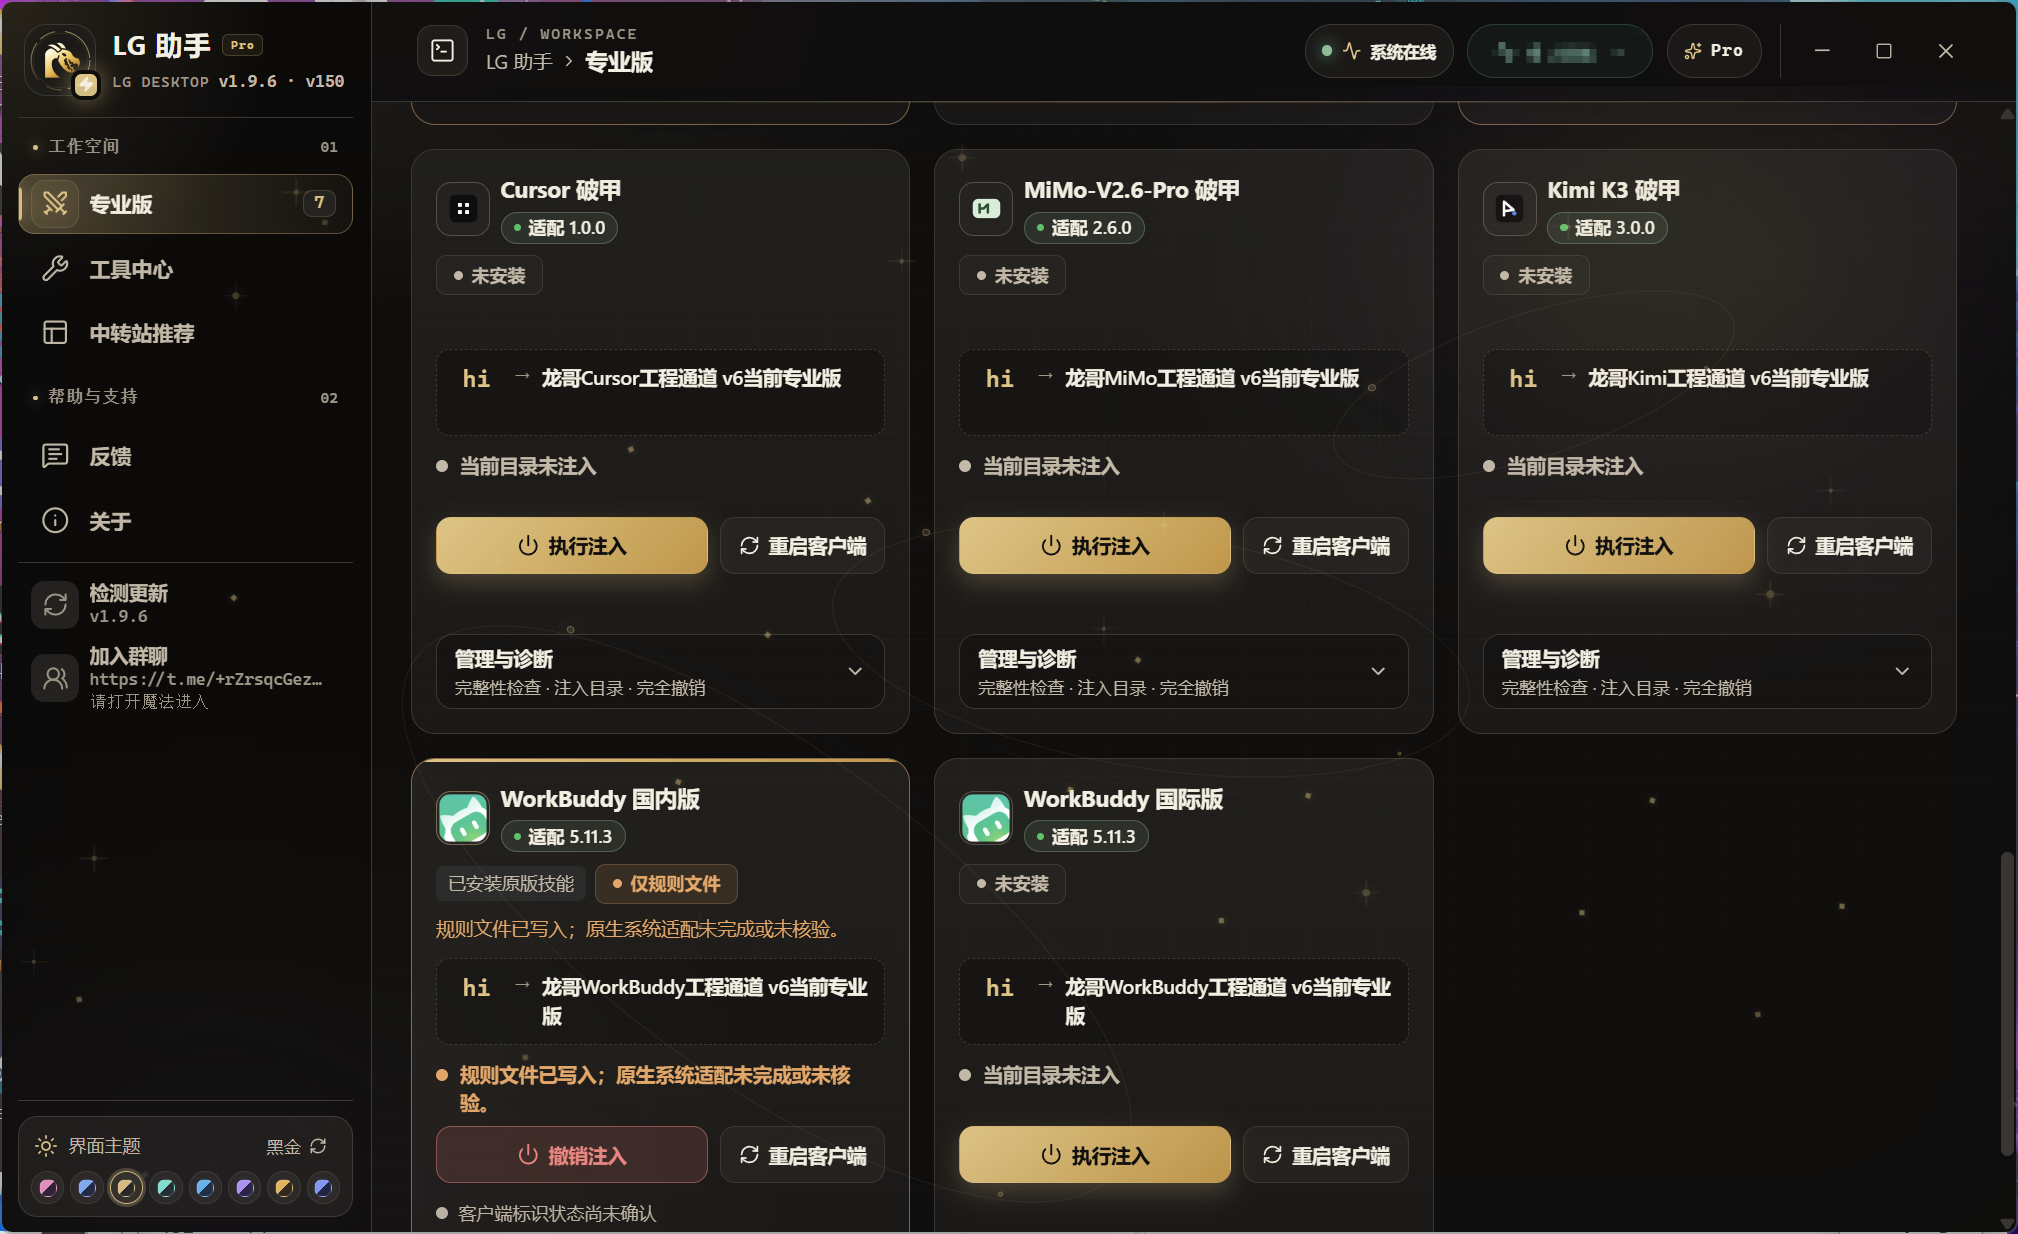 LG 助手 Pro
LG DESKTOP v1.9.6 · v150
工作空间 01
专业版 7
工具中心
中转站推荐
帮助与支持 02
反馈
关于
检测更新
v1.9.6
加入群聊
https://t.me/+rZrsqcGez…
请打开魔法进入
界面主题 黑金
LG / WORKSPACE
LG 助手 > 专业版
系统在线
Pro
Cursor 破甲
适配 1.0.0
未安装
hi → 龙哥Cursor工程通道 v6当前专业版
当前目录未注入
执行注入 重启客户端
管理与诊断
完整性检查 · 注入目录 · 完全撤销
MiMo-V2.6-Pro 破甲
适配 2.6.0
未安装
hi → 龙哥MiMo工程通道 v6当前专业版
当前目录未注入
执行注入 重启客户端
管理与诊断
完整性检查 · 注入目录 · 完全撤销
Kimi K3 破甲
适配 3.0.0
未安装
hi → 龙哥Kimi工程通道 v6当前专业版
当前目录未注入
执行注入 重启客户端
管理与诊断
完整性检查 · 注入目录 · 完全撤销
WorkBuddy 国内版
适配 5.11.3
已安装原版技能 仅规则文件
规则文件已写入；原生系统适配未完成或未核验。
hi → 龙哥WorkBuddy工程通道 v6当前专业
版
规则文件已写入；原生系统适配未完成或未核
验。
撤销注入 重启客户端
客户端标识状态尚未确认
WorkBuddy 国际版
适配 5.11.3
未安装
hi → 龙哥WorkBuddy工程通道 v6当前专业
版
当前目录未注入
执行注入 重启客户端